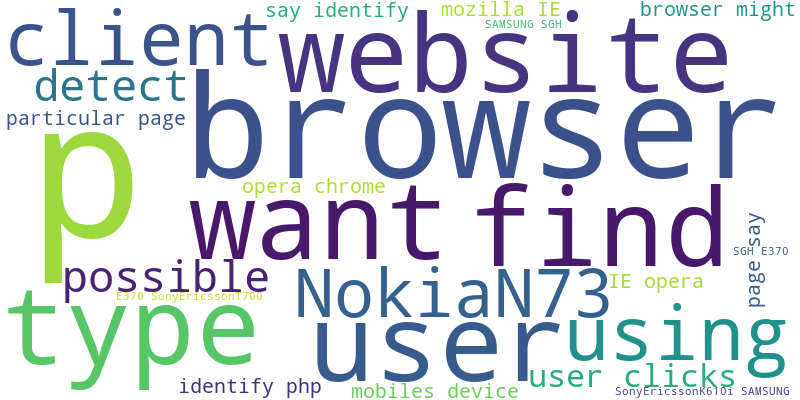 client
say identify
mozilla IE
SAMSUNG SGH
browser might
website
detect
browser
particular page
p
opera chrome
want
find
page say
SGH E370
possible
NokiaN73
IE opera
E370 SonyEricssonT700
type
user
using
user clicks
identify php
mobiles device
SonyEricssonK610i SAMSUNG